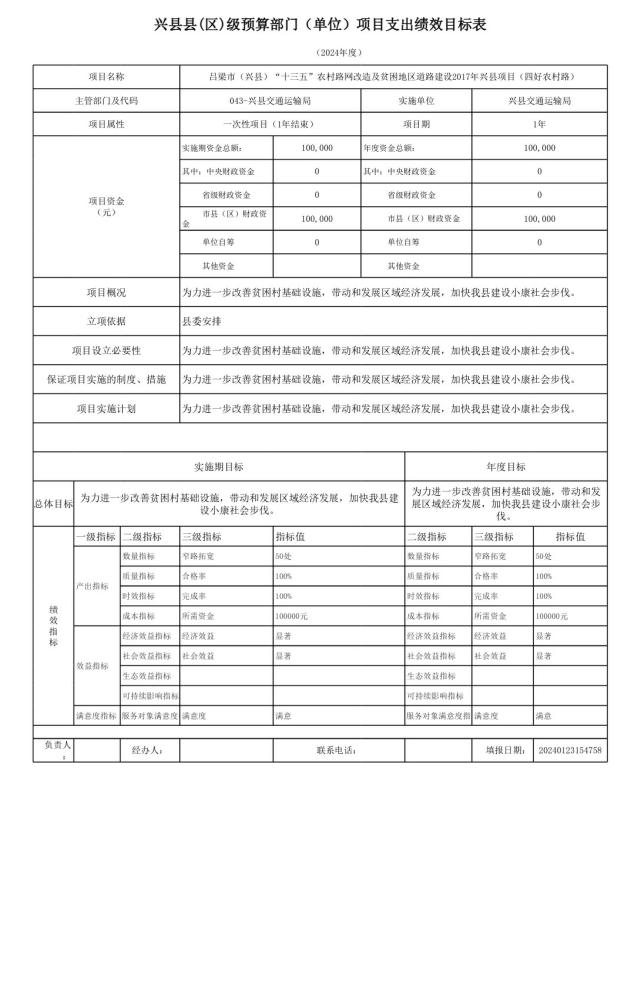 兴县县(区)级预算部门（单位）项目支出绩效目标表
（2024年度）
项目名称 吕梁市（兴县）“十三五”农村路网改造及贫困地区道路建设2017年兴县项目（四好农村路）
主管部门及代码 043-兴县交通运输局 实施单位 兴县交通运输局
项目属性 一次性项目（1年结束） 项目期 1年
项目资金
（元）
实施期资金总额: 100,000 年度资金总额: 100,000
其中: 中央财政资金 0 其中: 中央财政资金 0
省级财政资金 0 省级财政资金 0
市县（区）财政资
金 100,000 市县（区）财政资金 100,000
单位自筹 0 单位自筹 0
其他资金 其他资金
项目概况 为力进一步改善贫困村基础设施，带动和发展区域经济发展，加快我县建设小康社会步伐。
立项依据 县委安排
项目设立必要性 为力进一步改善贫困村基础设施，带动和发展区域经济发展，加快我县建设小康社会步伐。
保证项目实施的制度、措施 为力进一步改善贫困村基础设施，带动和发展区域经济发展，加快我县建设小康社会步伐。
项目实施计划 为力进一步改善贫困村基础设施，带动和发展区域经济发展，加快我县建设小康社会步伐。
实施期目标 年度目标
总体目标
为力进一步改善贫困村基础设施，带动和发展区域经济发展，加快我县建
设小康社会步伐。
为力进一步改善贫困村基础设施，带动和发
展区域经济发展，加快我县建设小康社会步
伐。
绩效指标
一级指标 二级指标 三级指标 指标值 二级指标 三级指标 指标值
产出指标
数量指标 窄路拓宽 50处 数量指标 窄路拓宽 50处
质量指标 合格率 100% 质量指标 合格率 100%
时效指标 完成率 100% 时效指标 完成率 100%
成本指标 所需资金 100000元 成本指标 所需资金 100000元
效益指标
经济效益指标 经济效益 显著 经济效益指标 经济效益 显著
社会效益指标 社会效益 显著 社会效益指标 社会效益 显著
生态效益指标 生态效益指标
可持续影响指标 可持续影响指标
满意度指标 服务对象满意度 满意度 满意 服务对象满意度指 满意度 满意
负责人
： 经办人： 联系电话： 填报日期： 20240123154758